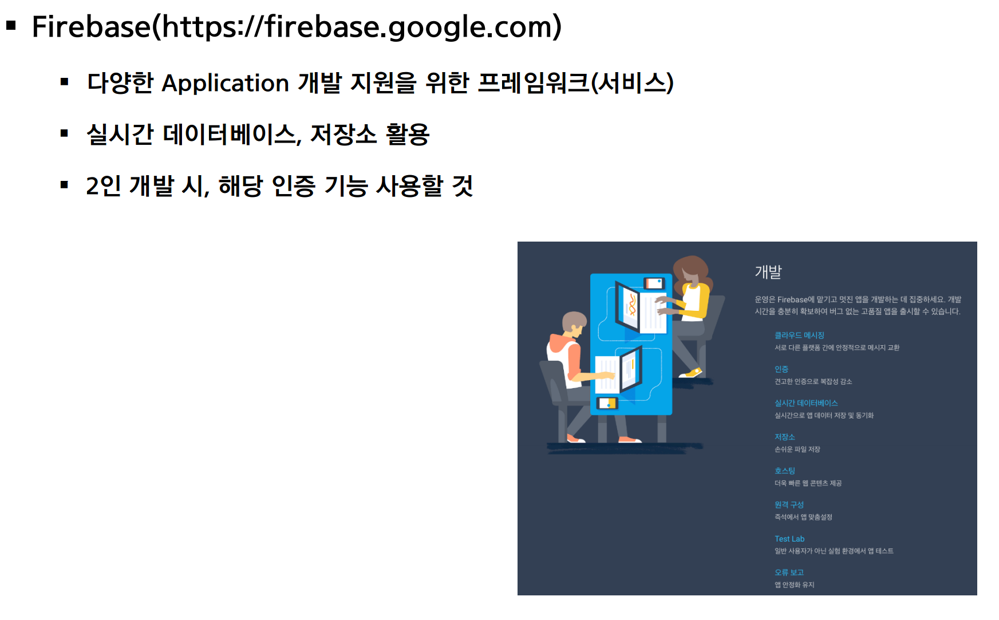 Firebase(https://firebase.google.com)
다양한 Application 개발 지원을 위한 프레임워크(서비스)
실시간 데이터베이스, 저장소 활용
2인 개발 시, 해당 인증 기능 사용할 것
개발
운영은 Firebase에 맡기고 멋진 앱을 개발하는 데 집중하세요. 개발
시간을 충분히 확보하여 버그 없는 고품질 앱을 출시할 수 있습니다.
클라우드 메시징
서로 다른 플랫폼 간에 안정적으로 메시지 교환
인증
견고한 인증으로 복잡성 감소
실시간 데이터베이스
실시간으로 앱 데이터 저장 및 동기화
저장소
손쉬운 파일 저장
호스팅
더욱 빠른 웹 콘텐츠 제공
원격 구성
즉석에서 앱 맞춤설정
Test Lab
일반 사용자가 아닌 실험 환경에서 앱 테스트
오류 보고
앱 안정화 유지